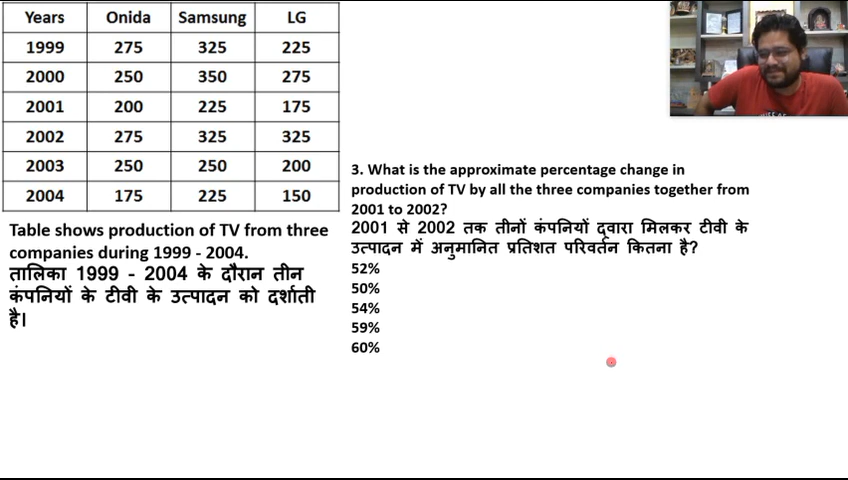 Years Onida Samsung LG
1999 275 325 225
2000 250 350 275
2001 200 225 175
2002 275 325 325
2003 250 250 200
2004 175 225 150
Table shows production of TV from three
companies during 1999 - 2004.
तालिका 1999 - 2004 के दौरान तीन
कंपनियों के टीवी के उत्पादन को दर्शाती
है।
3. What is the approximate percentage change in
production of TV by all the three companies together from
2001 to 2002?
2001 से 2002 तक तीनों कंपनियों द्वारा मिलकर टीवी के
उत्पादन में अनुमानित प्रतिशत परिवर्तन कितना है?
52%
50%
54%
59%
60%